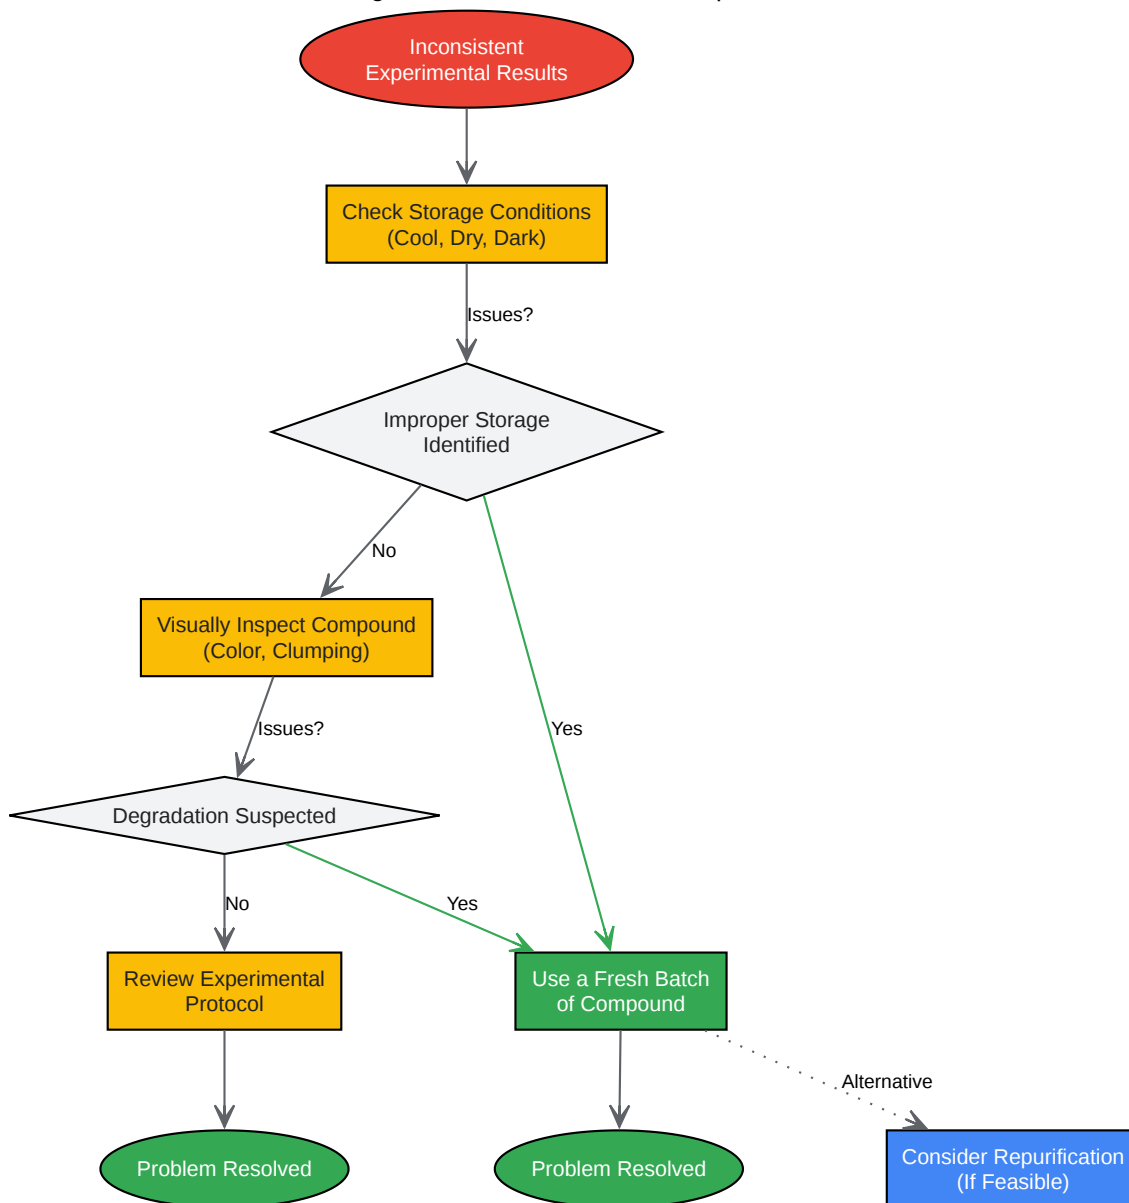 Inconsistent
Experimental Results
Check Storage Conditions
(Cool, Dry, Dark)
Issues?
Improper Storage
Identified
No
Visually Inspect Compound
(Color, Clumping)
Issues?
Yes
Degradation Suspected
No
Yes
Review Experimental
Protocol
Use a Fresh Batch
of Compound
Alternative
Problem Resolved
Problem Resolved
Consider Repurification
(If Feasible)